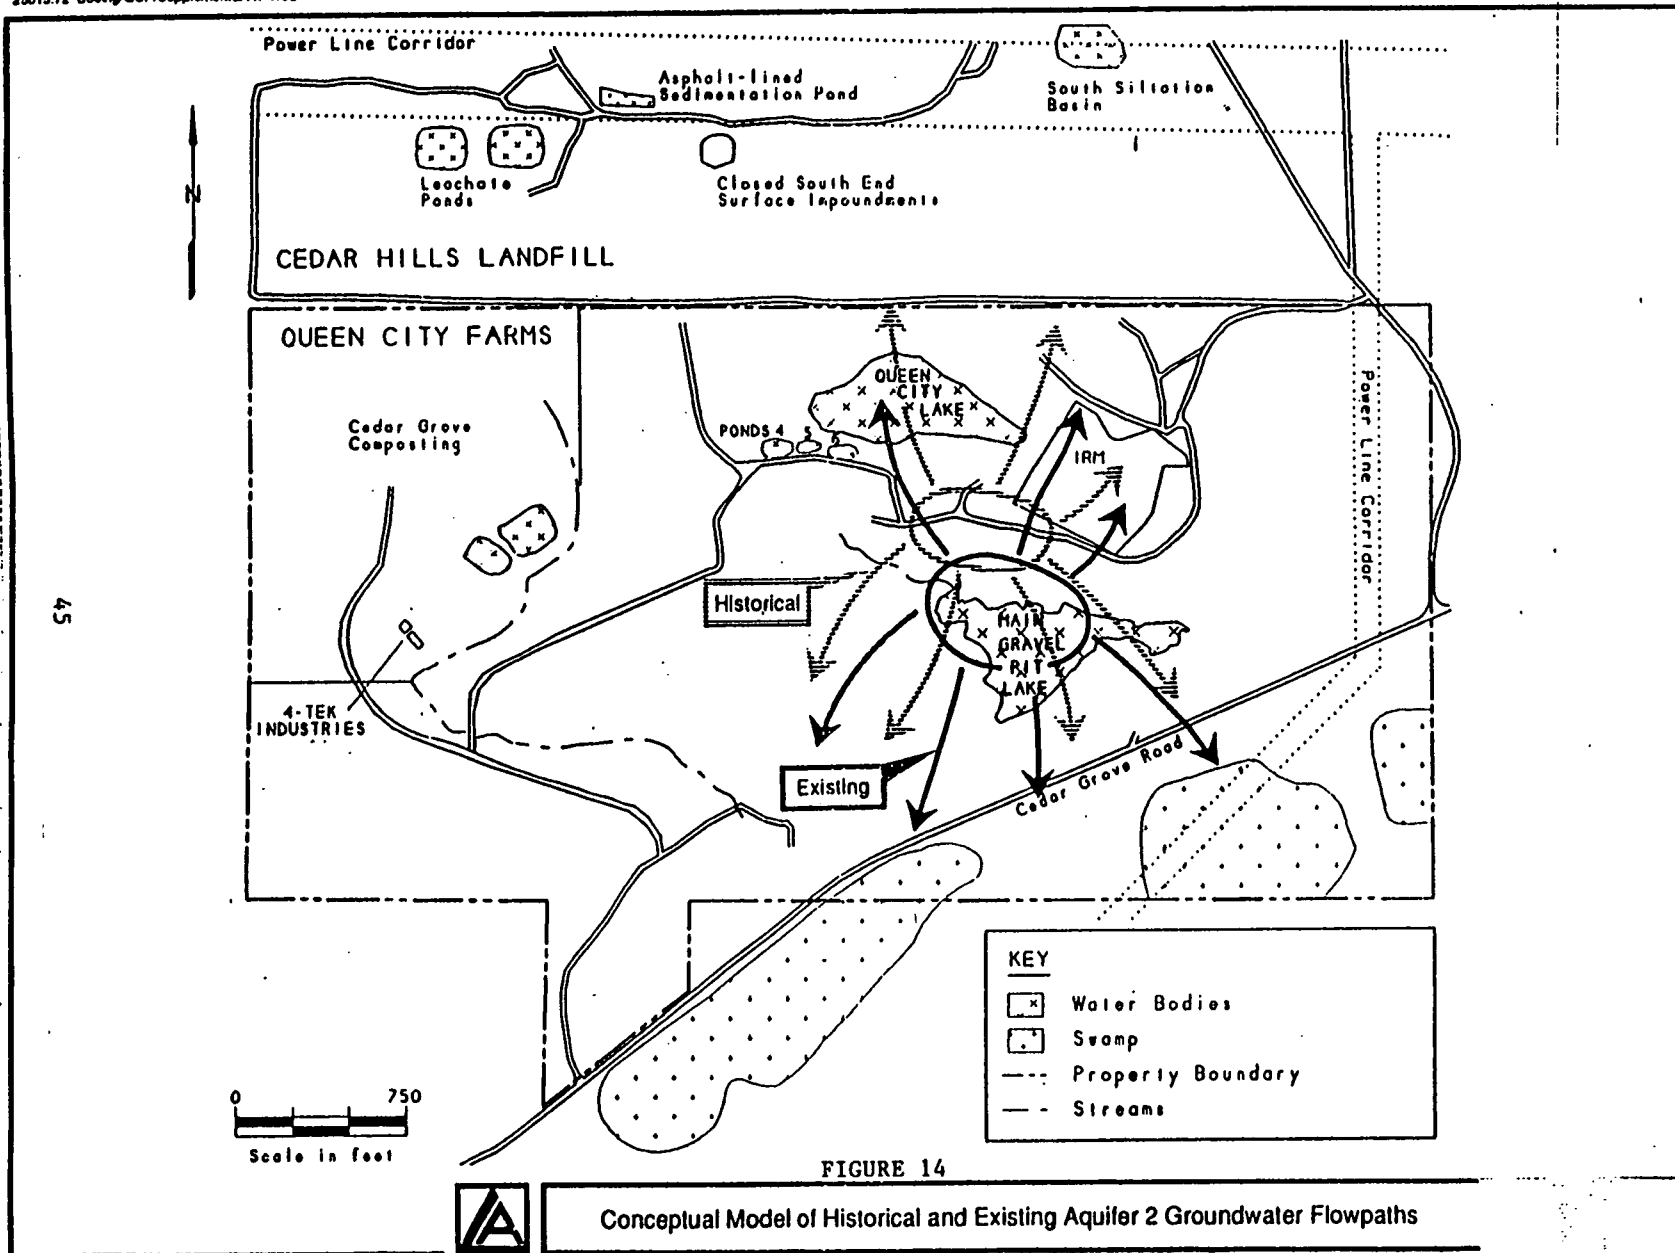 Power Line Corridor
Asphalt-lined
Sedimentation Pond
South Siltation
Basin
Leachate
Ponds
Closed South End
Surface Impoundments
N
CEDAR HILLS LANDFILL
QUEEN CITY FARMS
QUEEN
CITY
LAKE
Cedar Grove
Composting
PONDS 4
5
6
IRM
Power Line Corridor
Historical
MAIN
GRAVEL
PIT
LAKE
45
4-TEK
INDUSTRIES
Existing
Cedar Grove Road
KEY
Water Bodies
Swamp
Property Boundary
Streams
0 750
Scale in feet
FIGURE 14
Conceptual Model of Historical and Existing Aquifer 2 Groundwater Flowpaths